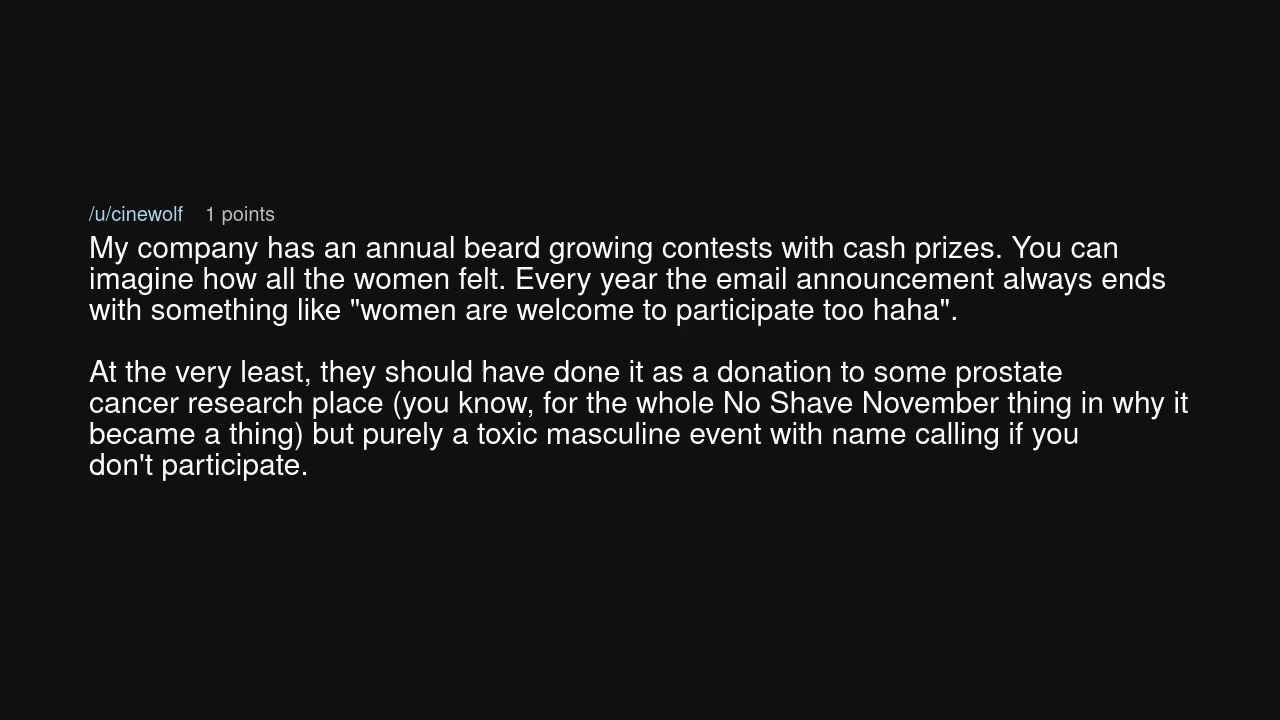 /u/cinewolf 1 points
My company has an annual beard growing contests with cash prizes. You can
imagine how all the women felt. Every year the email announcement always ends
with something like "women are welcome to participate too haha".
At the very least, they should have done it as a donation to some prostate
cancer research place (you know, for the whole No Shave November thing in why it
became a thing) but purely a toxic masculine event with name calling if you
don't participate.